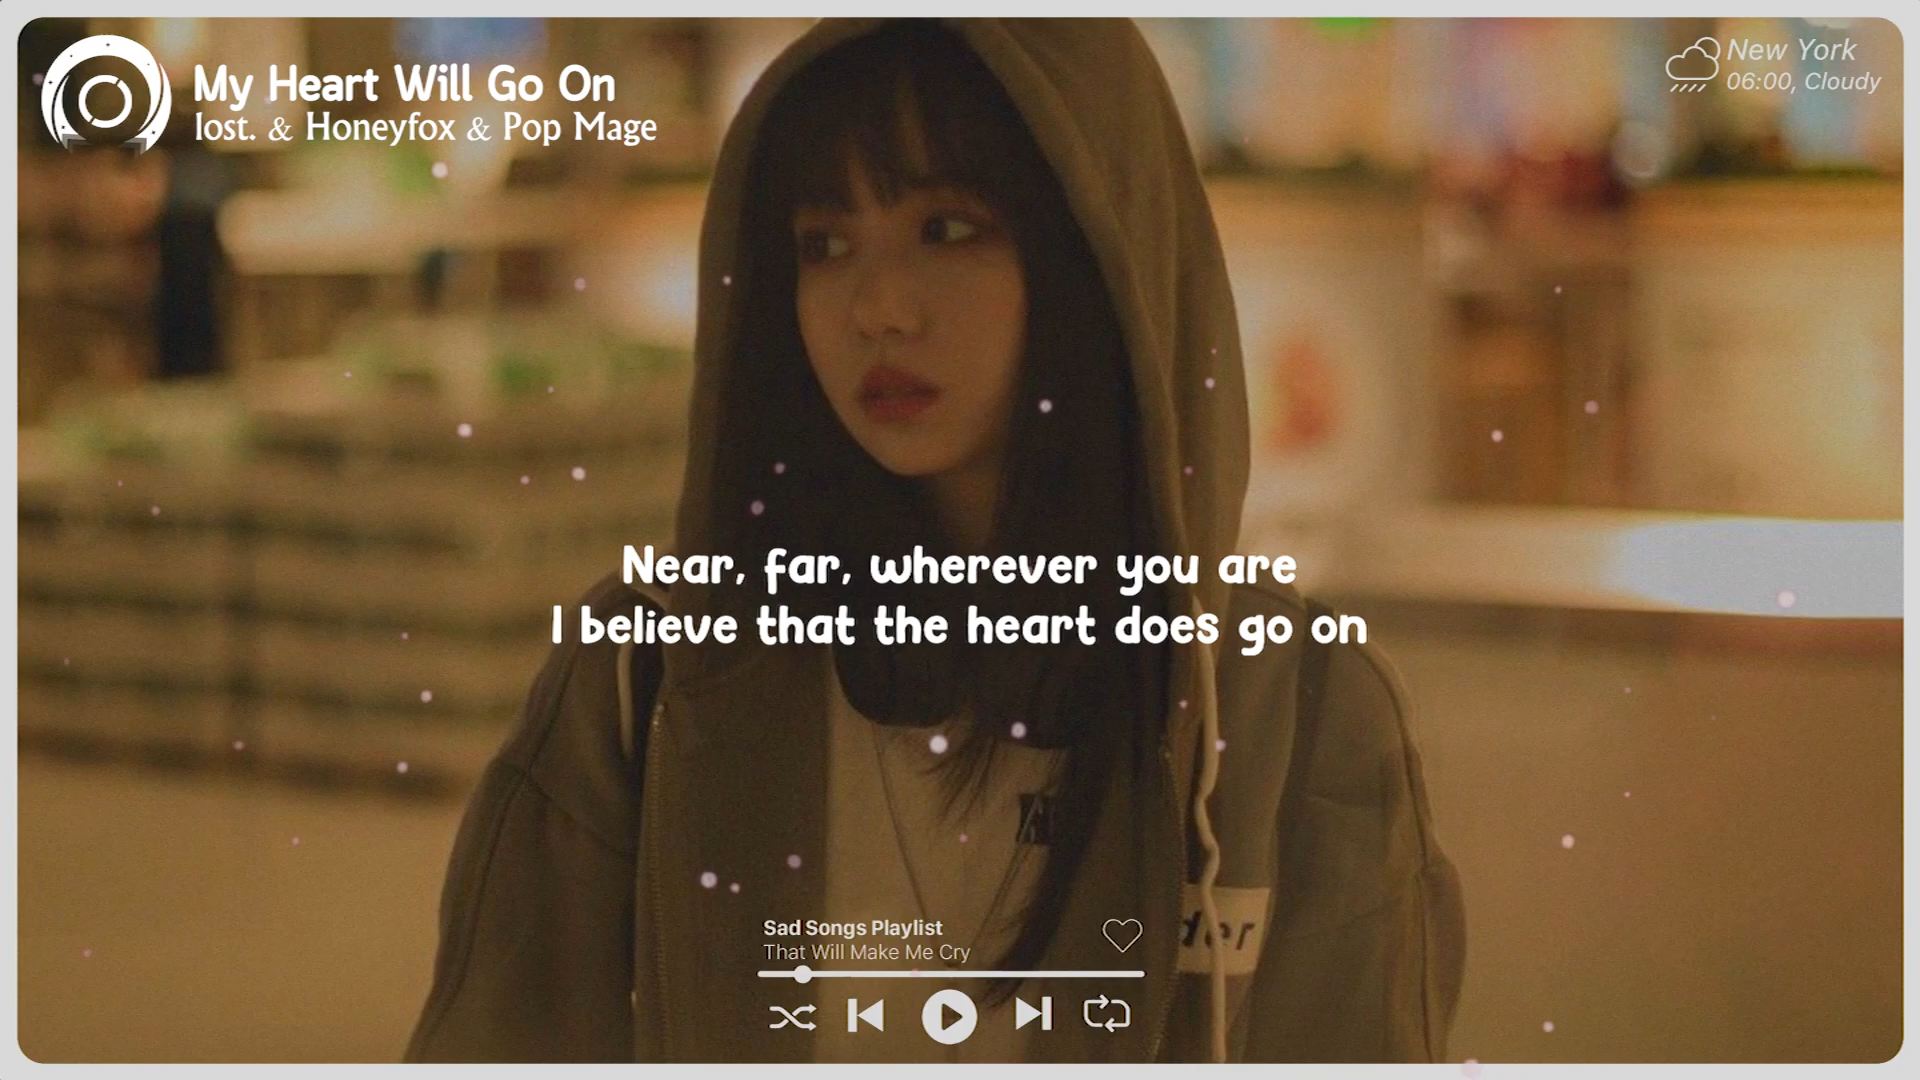 My Heart Will Go On
lost. & Honeyfox & Pop Mage
New York
06:00, Cloudy
Near, far, wherever you are
I believe that the heart does go on
der
Sad Songs Playlist
That Will Make Me Cry